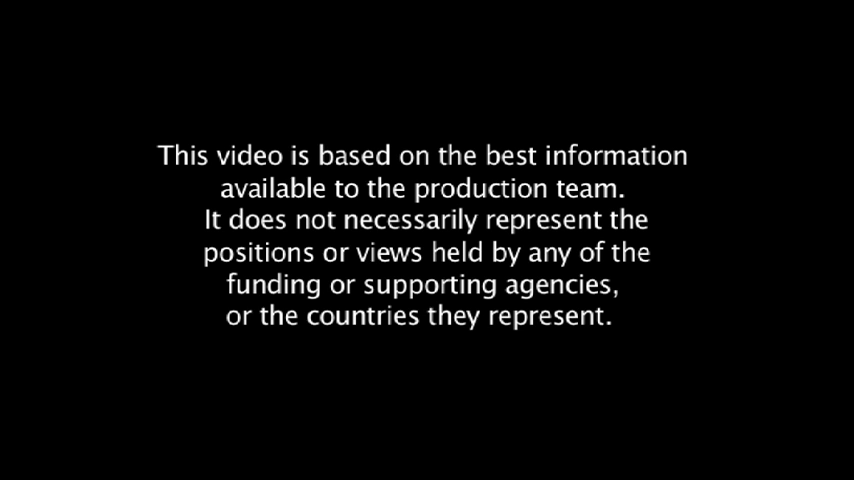 This video is based on the best information
available to the production team.
It does not necessarily represent the
positions or views held by any of the
funding or supporting agencies,
or the countries they represent.